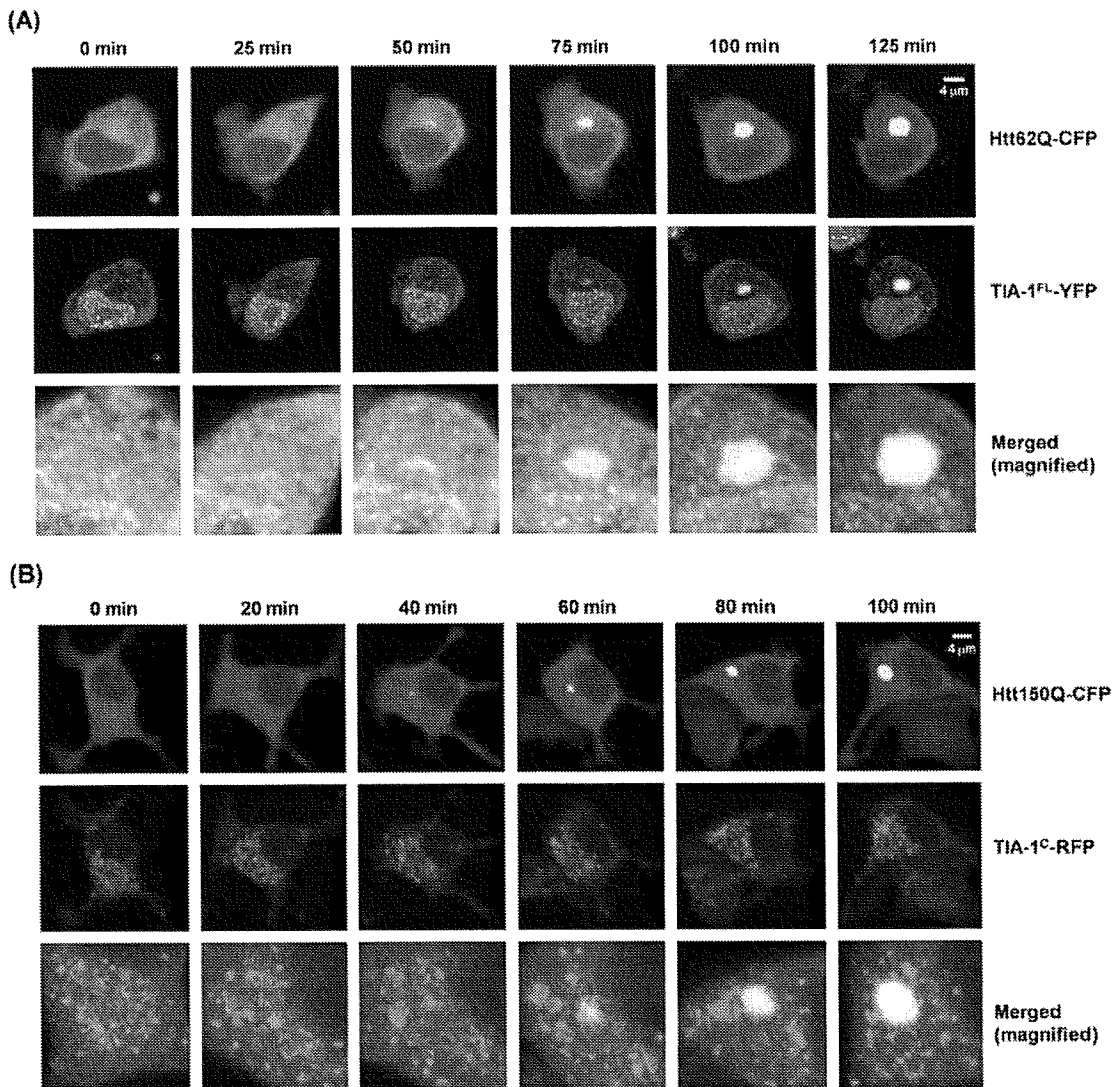 (A)
0 min 25 min 50 min 75 min 100 min 125 min
4 μm
Htt62Q-CFP
TIA-1FL-YFP
Merged
(magnified)
(B)
0 min 20 min 40 min 60 min 80 min 100 min
4 μm
Htt150Q-CFP
TIA-1C-RFP
Merged
(magnified)